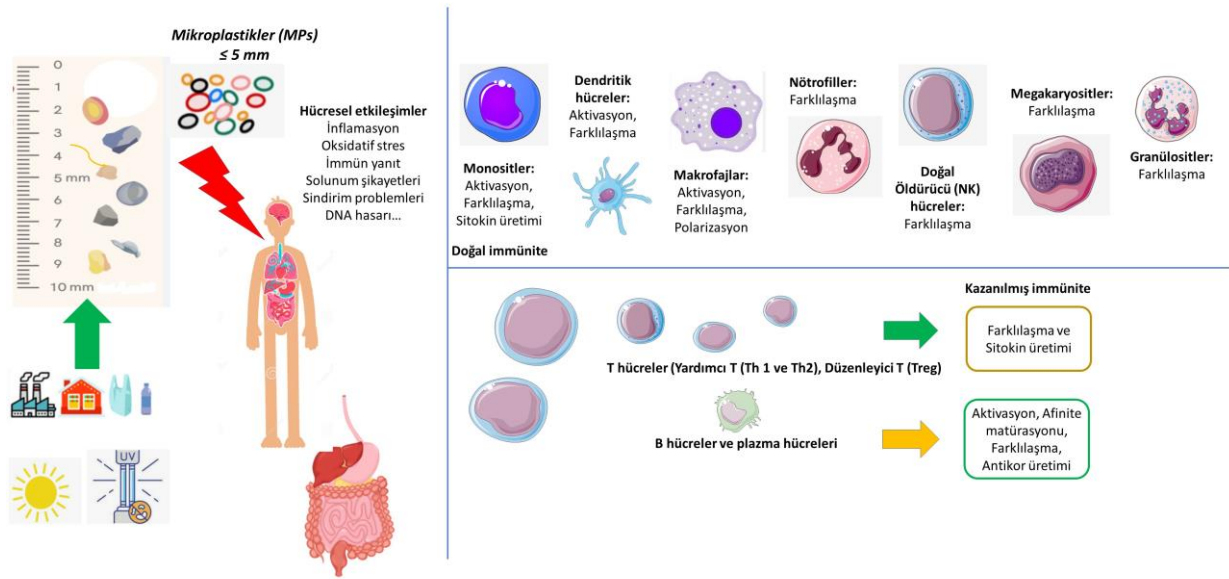 Mikroplastikler (MPs)
≤ 5 mm
0
1
2
3
4
5 mm
6
7
8
9
10 mm
Hücresel etkileşimler
İnflamasyon
Oksidatif stres
İmmün yanıt
Solunum şikayetleri
Sindirim problemleri
DNA hasarı...
UV
Monositler:
Aktivasyon,
Farklılaşma,
Sitokin üretimi
Dendritik
hücreler:
Aktivasyon,
Farklılaşma
Makrofajlar:
Aktivasyon,
Farklılaşma,
Polarizasyon
Nötrofiller:
Farklılaşma
Doğal
Öldürücü (NK)
hücreler:
Farklılaşma
Megakaryositler:
Farklılaşma
Granülositler:
Farklılaşma
Doğal immünite
Kazanılmış immünite
T hücreler (Yardımcı T (Th 1 ve Th2), Düzenleyici T (Treg)
Farklılaşma ve
Sitokin üretimi
B hücreler ve plazma hücreleri
Aktivasyon, Afinite
matürasyonu,
Farklılaşma,
Antikor üretimi